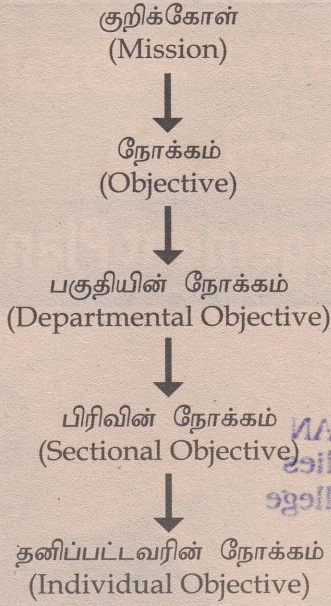 குறிக்கோள்
(Mission)
நோக்கம்
(Objective)
பகுதியின் நோக்கம்
(Departmental Objective)
பிரிவின் நோக்கம்
(Sectional Objective)
தனிப்பட்டவரின் நோக்கம்
(Individual Objective)